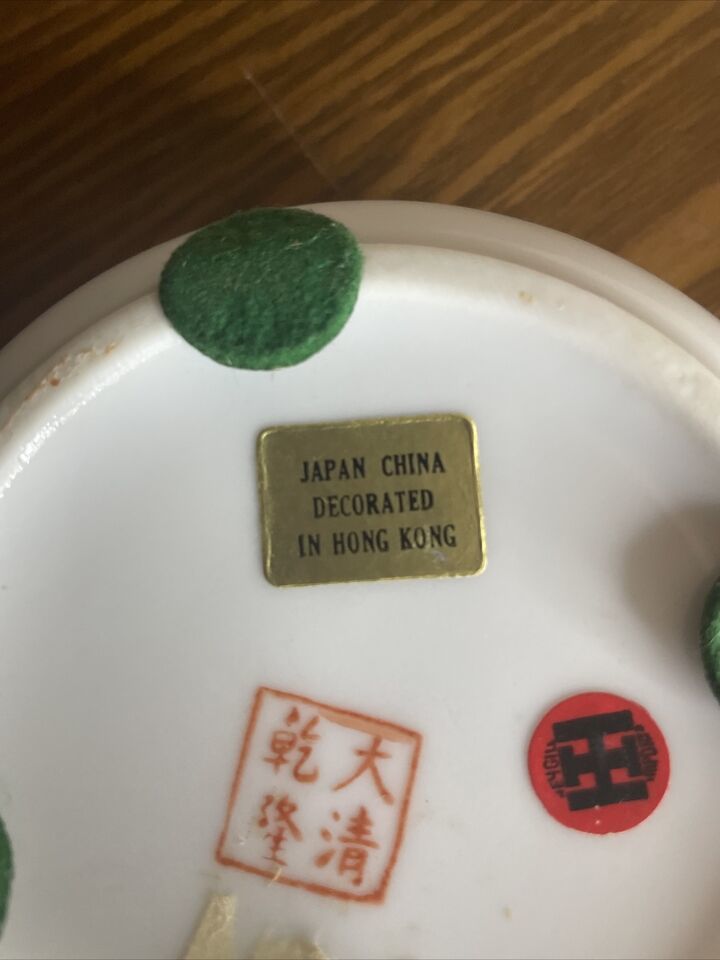 JAPAN CHINA
DECORATED
IN HONG KONG
大清
乾隆